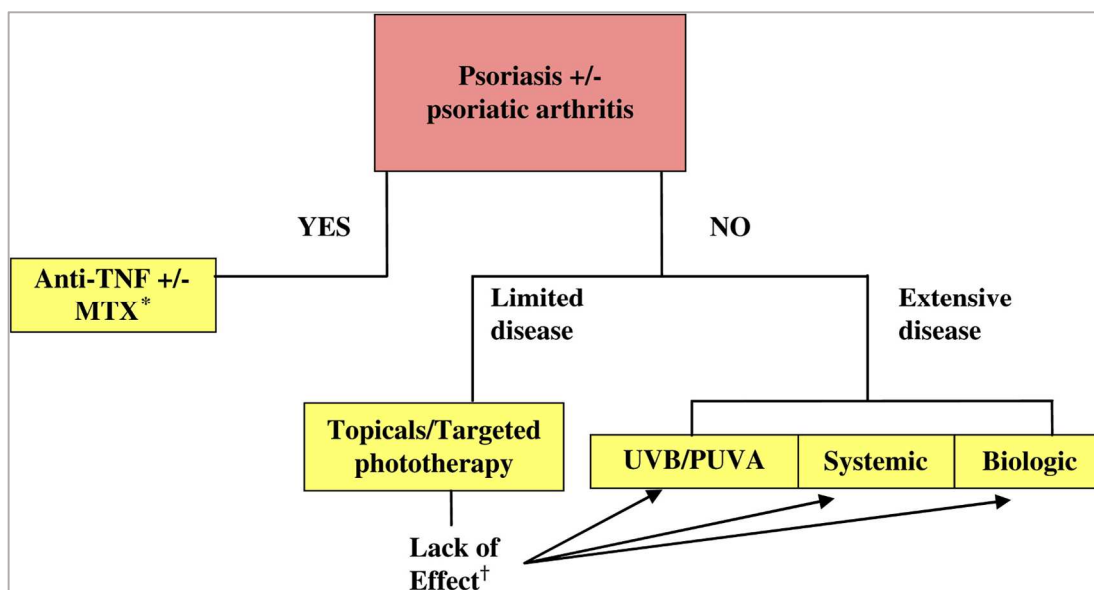 Psoriasis +/-
psoriatic arthritis
YES
NO
Anti-TNF +/-
MTX*
Limited
disease
Extensive
disease
Topicals/Targeted
phototherapy
UVB/PUVA
Systemic
Biologic
Lack of
Effect†